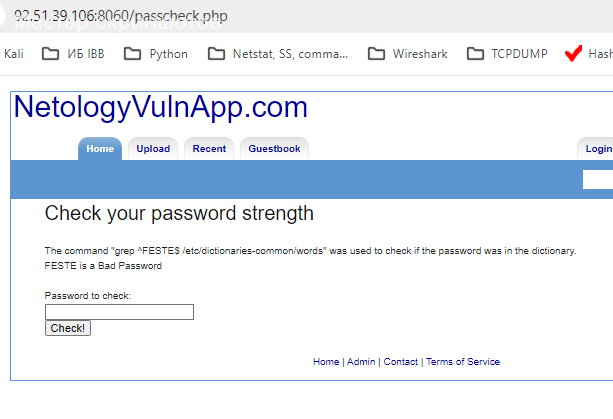 92.51.39.106:8060/passcheck.php
Kali ИБ IBB Python Netstat, SS, comma... Wireshark TCPDUMP Hash
NetologyVulnApp.com
Home Upload Recent Guestbook Login
Check your password strength
The command "grep ^FESTE$ /etc/dictionaries-common/words" was used to check if the password was in the dictionary.
FESTE is a Bad Password
Password to check:
Check!
Home | Admin | Contact | Terms of Service